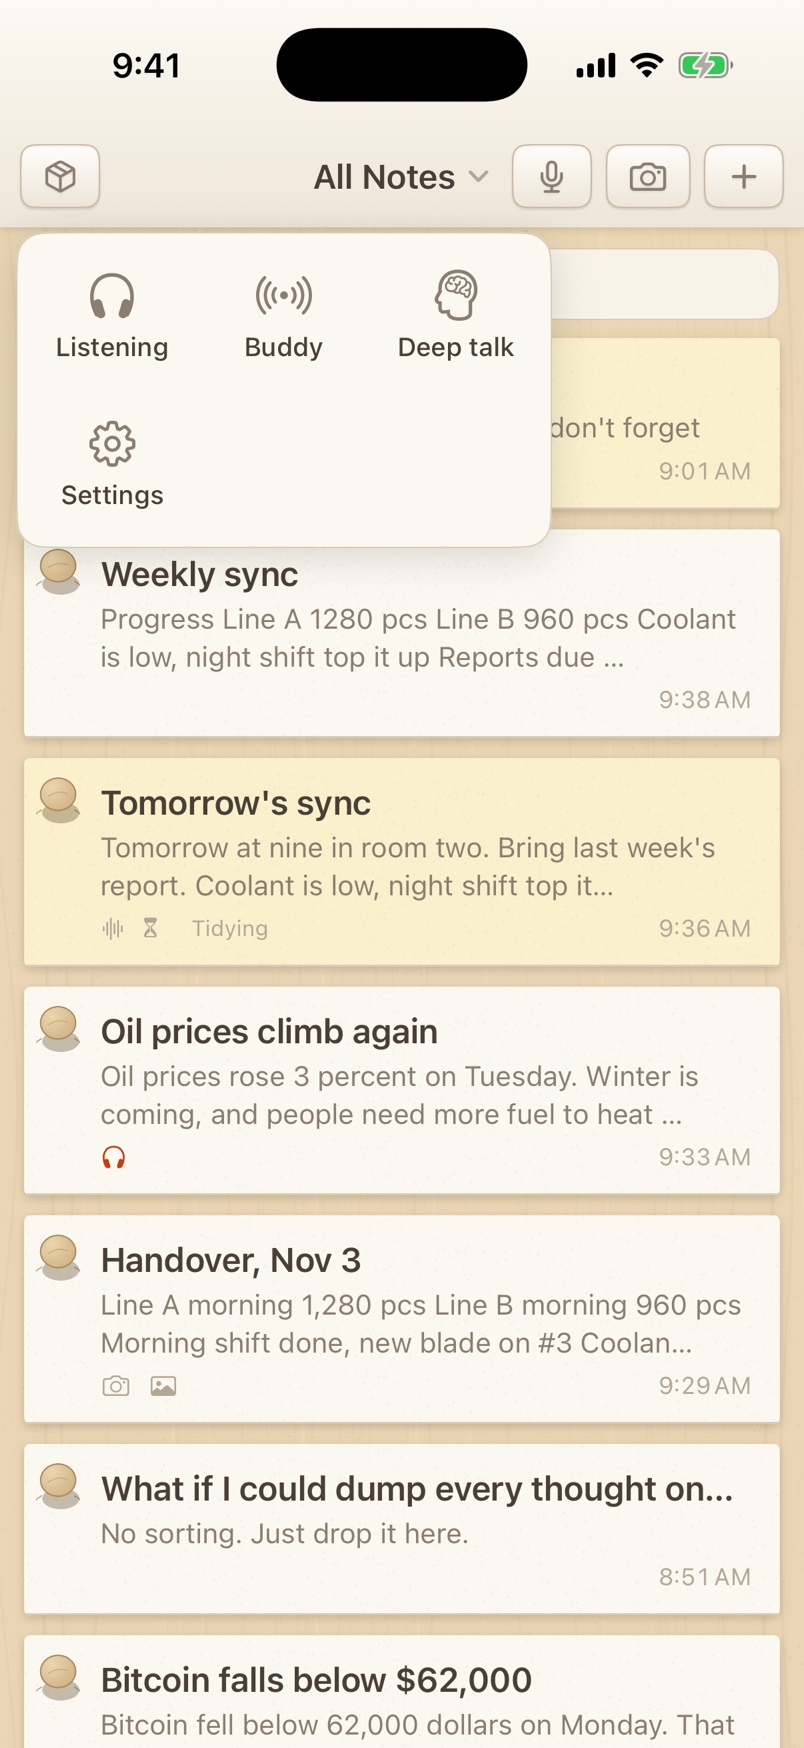 9:41
All Notes
Listening
Buddy
Deep talk
Settings
don't forget
9:01 AM
Weekly sync
Progress Line A 1280 pcs Line B 960 pcs Coolant
is low, night shift top it up Reports due ...
9:38 AM
Tomorrow's sync
Tomorrow at nine in room two. Bring last week's
report. Coolant is low, night shift top it...
Tidying
9:36 AM
Oil prices climb again
Oil prices rose 3 percent on Tuesday. Winter is
coming, and people need more fuel to heat ...
9:33 AM
Handover, Nov 3
Line A morning 1,280 pcs Line B morning 960 pcs
Morning shift done, new blade on #3 Coolan...
9:29 AM
What if I could dump every thought on...
No sorting. Just drop it here.
8:51 AM
Bitcoin falls below $62,000
Bitcoin fell below 62,000 dollars on Monday. That